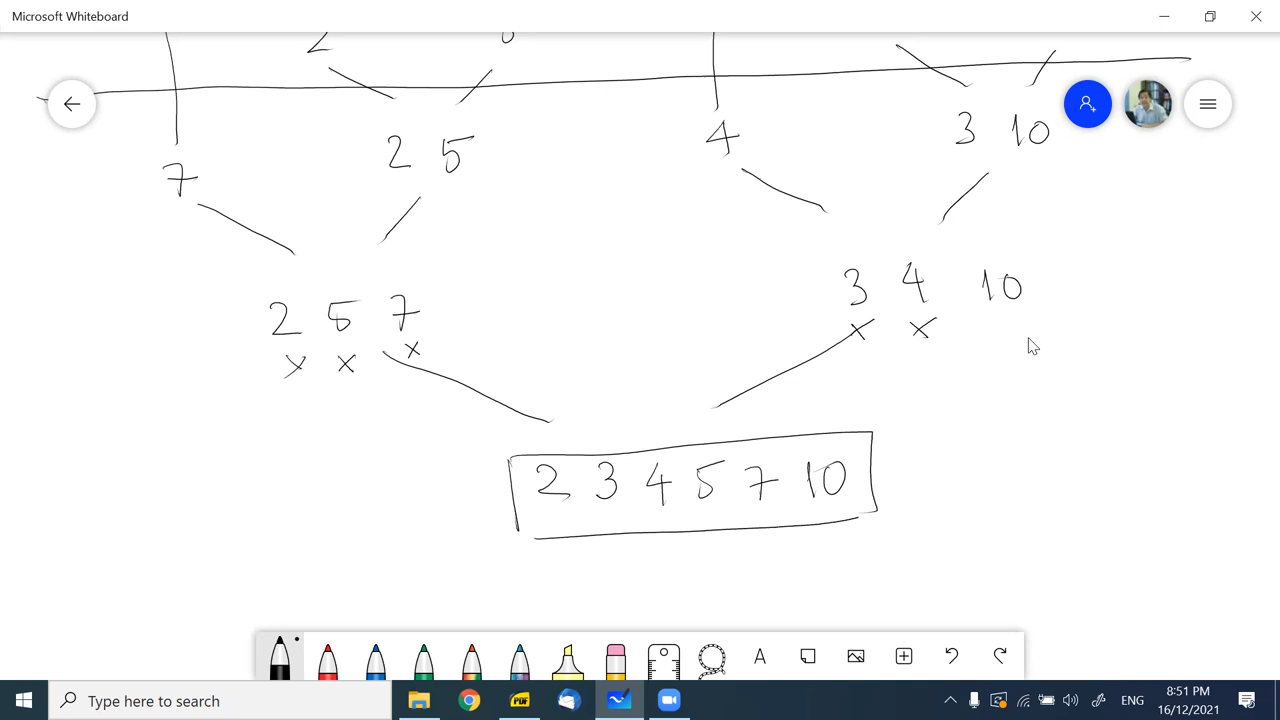 Microsoft Whiteboard
2
2 5
4
3 10
7
2 5 7
3 4 10
x x x
x x
2 3 4 5 7 10
A
Type here to search
PDF
ENG
8:51 PM
16/12/2021